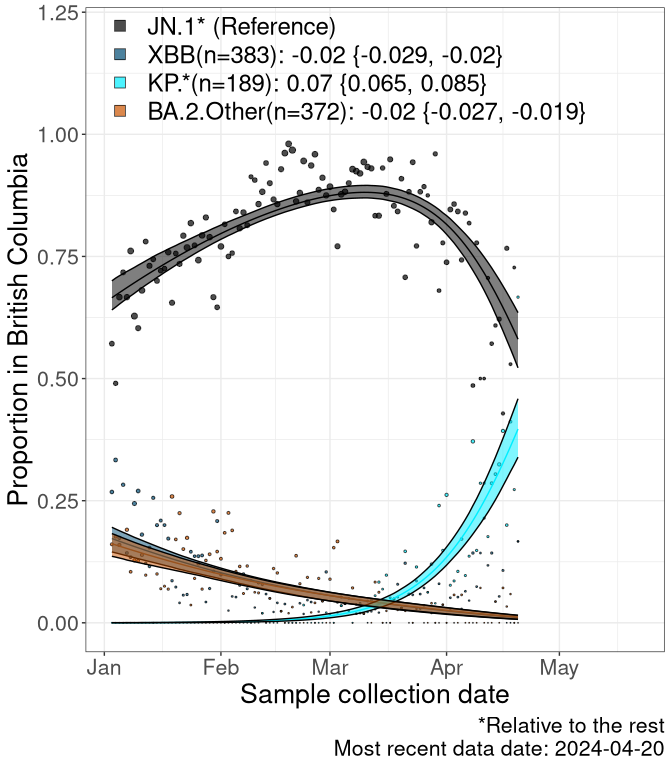 JN.1* (Reference)
XBB(n=383): -0.02 {-0.029, -0.02}
KP.*(n=189): 0.07 {0.065, 0.085}
BA.2.Other(n=372): -0.02 {-0.027, -0.019}
1.25
1.00
0.75
0.50
0.25
0.00
Proportion in British Columbia
Jan Feb Mar Apr May
Sample collection date
*Relative to the rest
Most recent data date: 2024-04-20